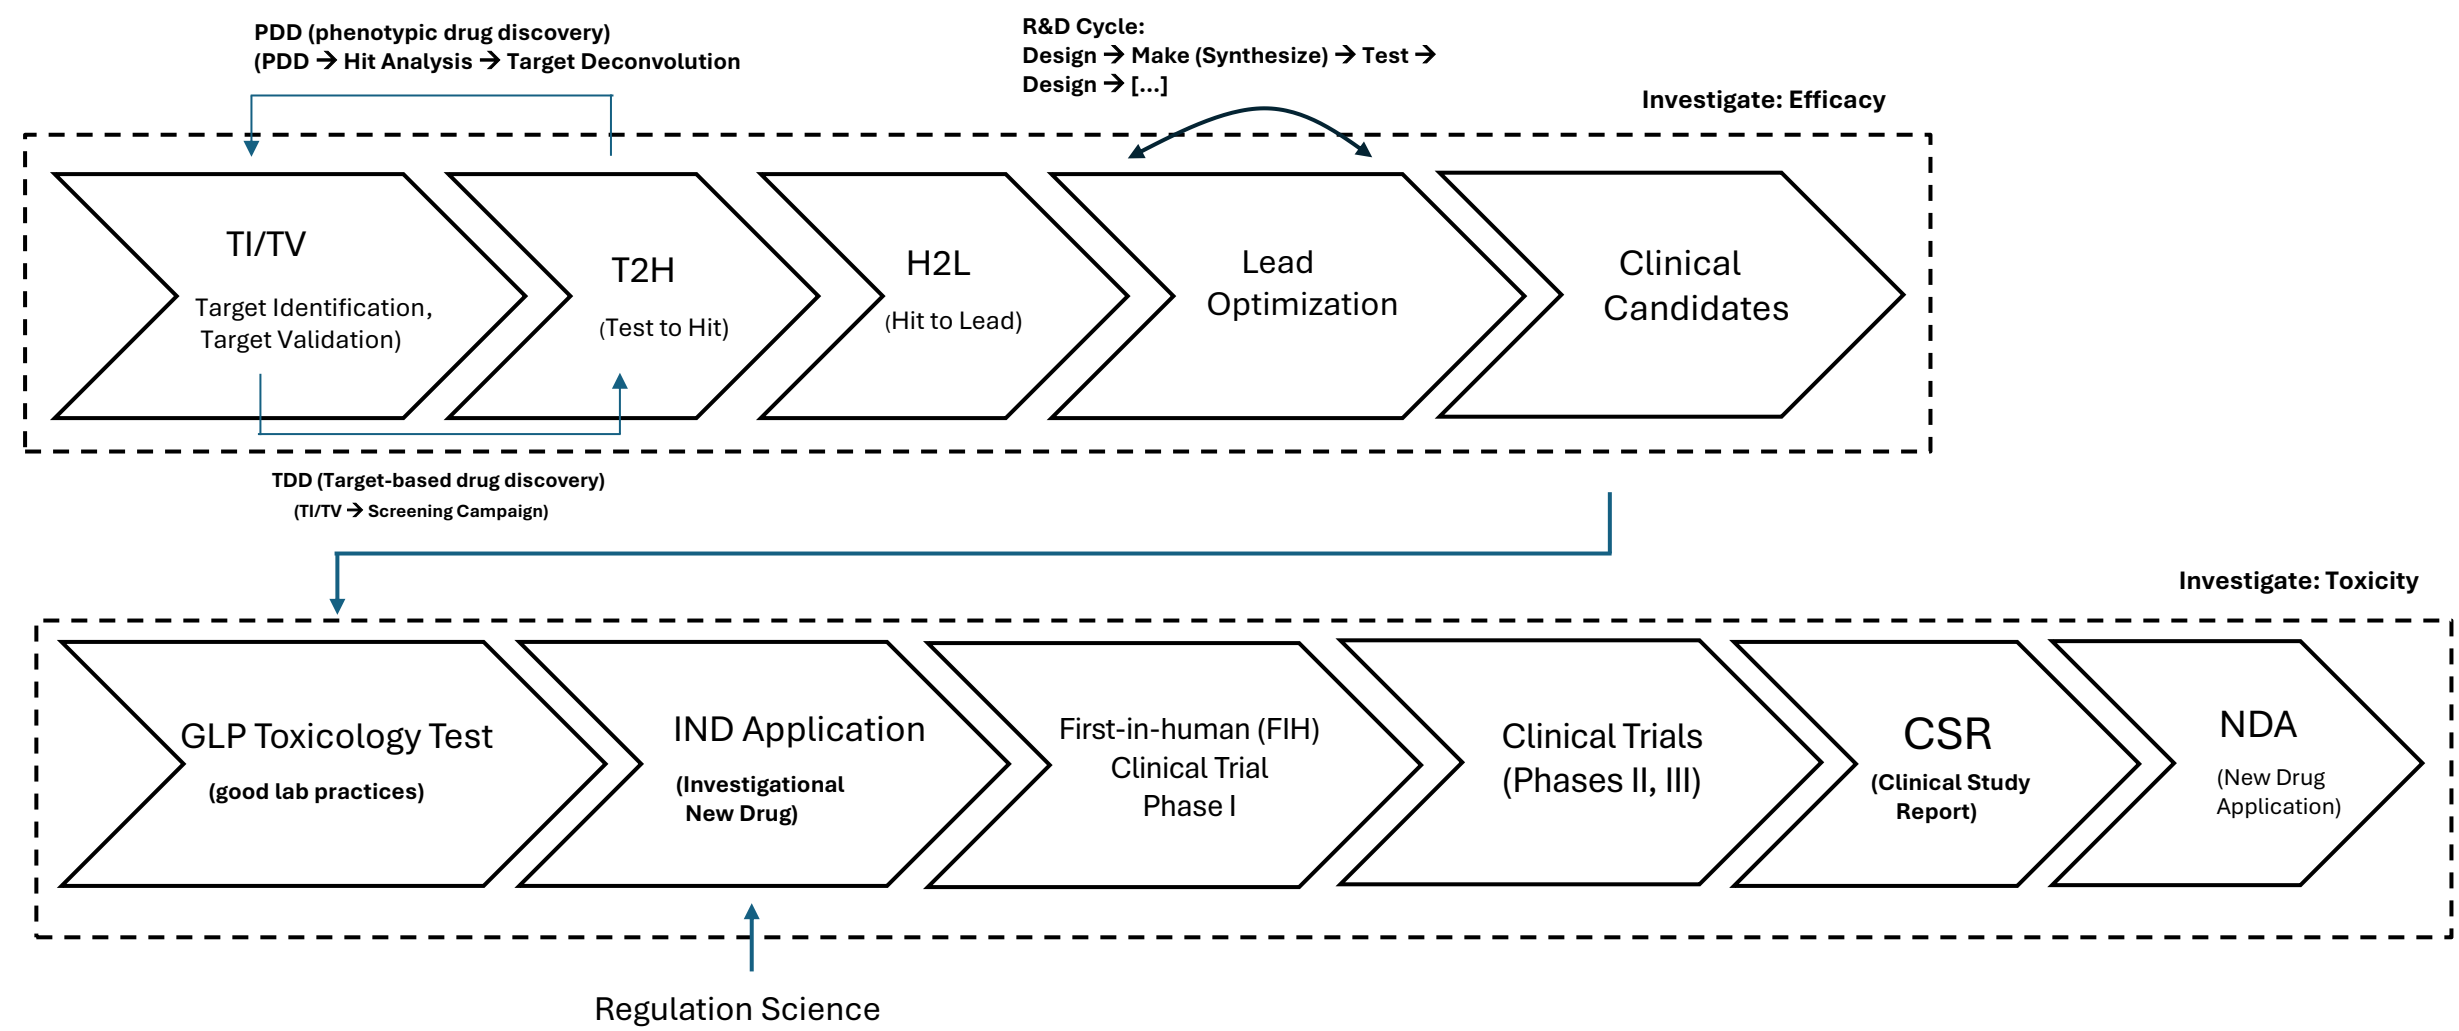 PDD (phenotypic drug discovery)
(PDD → Hit Analysis → Target Deconvolution
R&D Cycle:
Design → Make (Synthesize) → Test →
Design → [...]
Investigate: Efficacy
TI/TV
Target Identification,
Target Validation)
T2H
(Test to Hit)
H2L
(Hit to Lead)
Lead
Optimization
Clinical
Candidates
TDD (Target-based drug discovery)
(TI/TV → Screening Campaign)
Investigate: Toxicity
GLP Toxicology Test
(good lab practices)
IND Application
(Investigational
New Drug)
First-in-human (FIH)
Clinical Trial
Phase I
Clinical Trials
(Phases II, III)
CSR
(Clinical Study
Report)
NDA
(New Drug
Application)
Regulation Science